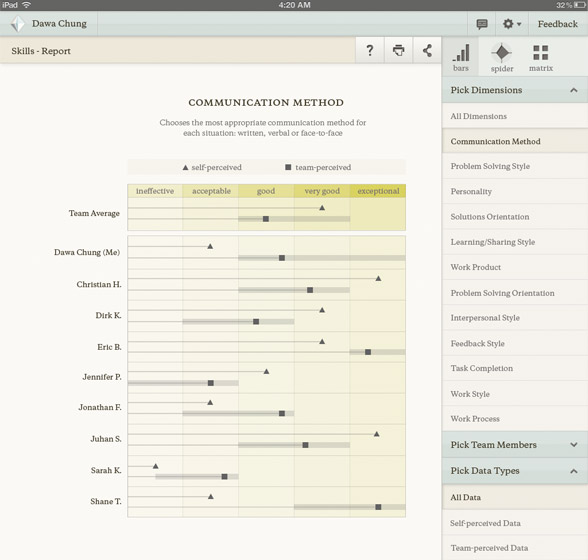 iPad
4:20 AM
32%
Dawa Chung
Feedback
Skills - Report
?
bars
spider
matrix
COMMUNICATION METHOD
Chooses the most appropriate communication method for
each situation: written, verbal or face-to-face
self-perceived
team-perceived
ineffective
acceptable
good
very good
exceptional
Team Average
Dawa Chung (Me)
Christian H.
Dirk K.
Eric B.
Jennifer P.
Jonathan F.
Juhan S.
Sarah K.
Shane T.
Pick Dimensions
All Dimensions
Communication Method
Problem Solving Style
Personality
Solutions Orientation
Learning/Sharing Style
Work Product
Problem Solving Orientation
Interpersonal Style
Feedback Style
Task Completion
Work Style
Work Process
Pick Team Members
Pick Data Types
All Data
Self-perceived Data
Team-perceived Data